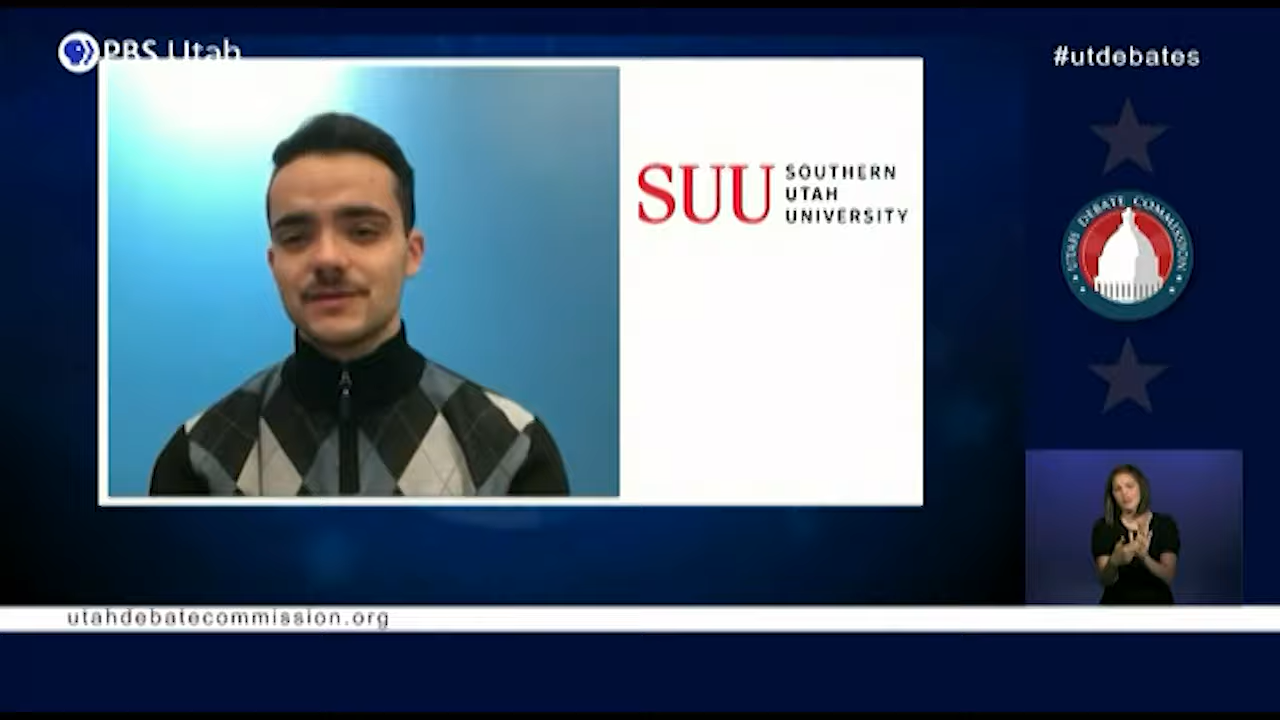 PBS Utah
#utdebates
SUU
SOUTHERN
UTAH
UNIVERSITY
UTAH DEBATE COMMISSION
utahdebatecommission.org